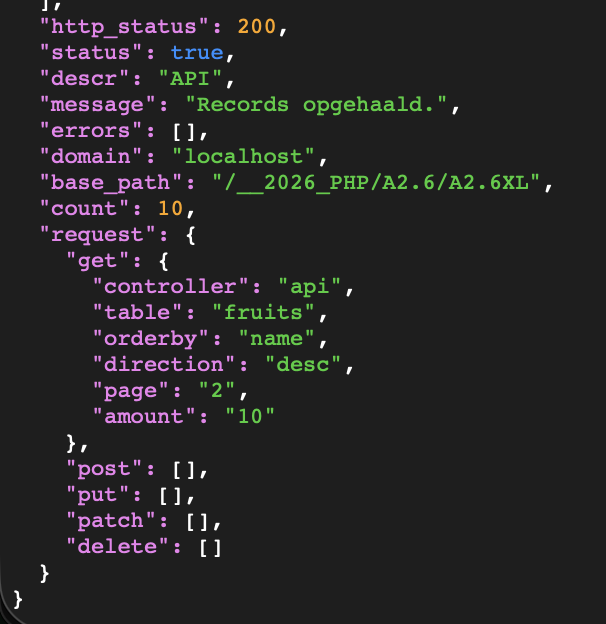 ],
"http_status": 200,
"status": true,
"descr": "API",
"message": "Records opgehaald.",
"errors": [],
"domain": "localhost",
"base_path": "/__2026_PHP/A2.6/A2.6XL",
"count": 10,
"request": {
"get": {
"controller": "api",
"table": "fruits",
"orderby": "name",
"direction": "desc",
"page": "2",
"amount": "10"
},
"post": [],
"put": [],
"patch": [],
"delete": []
}
}